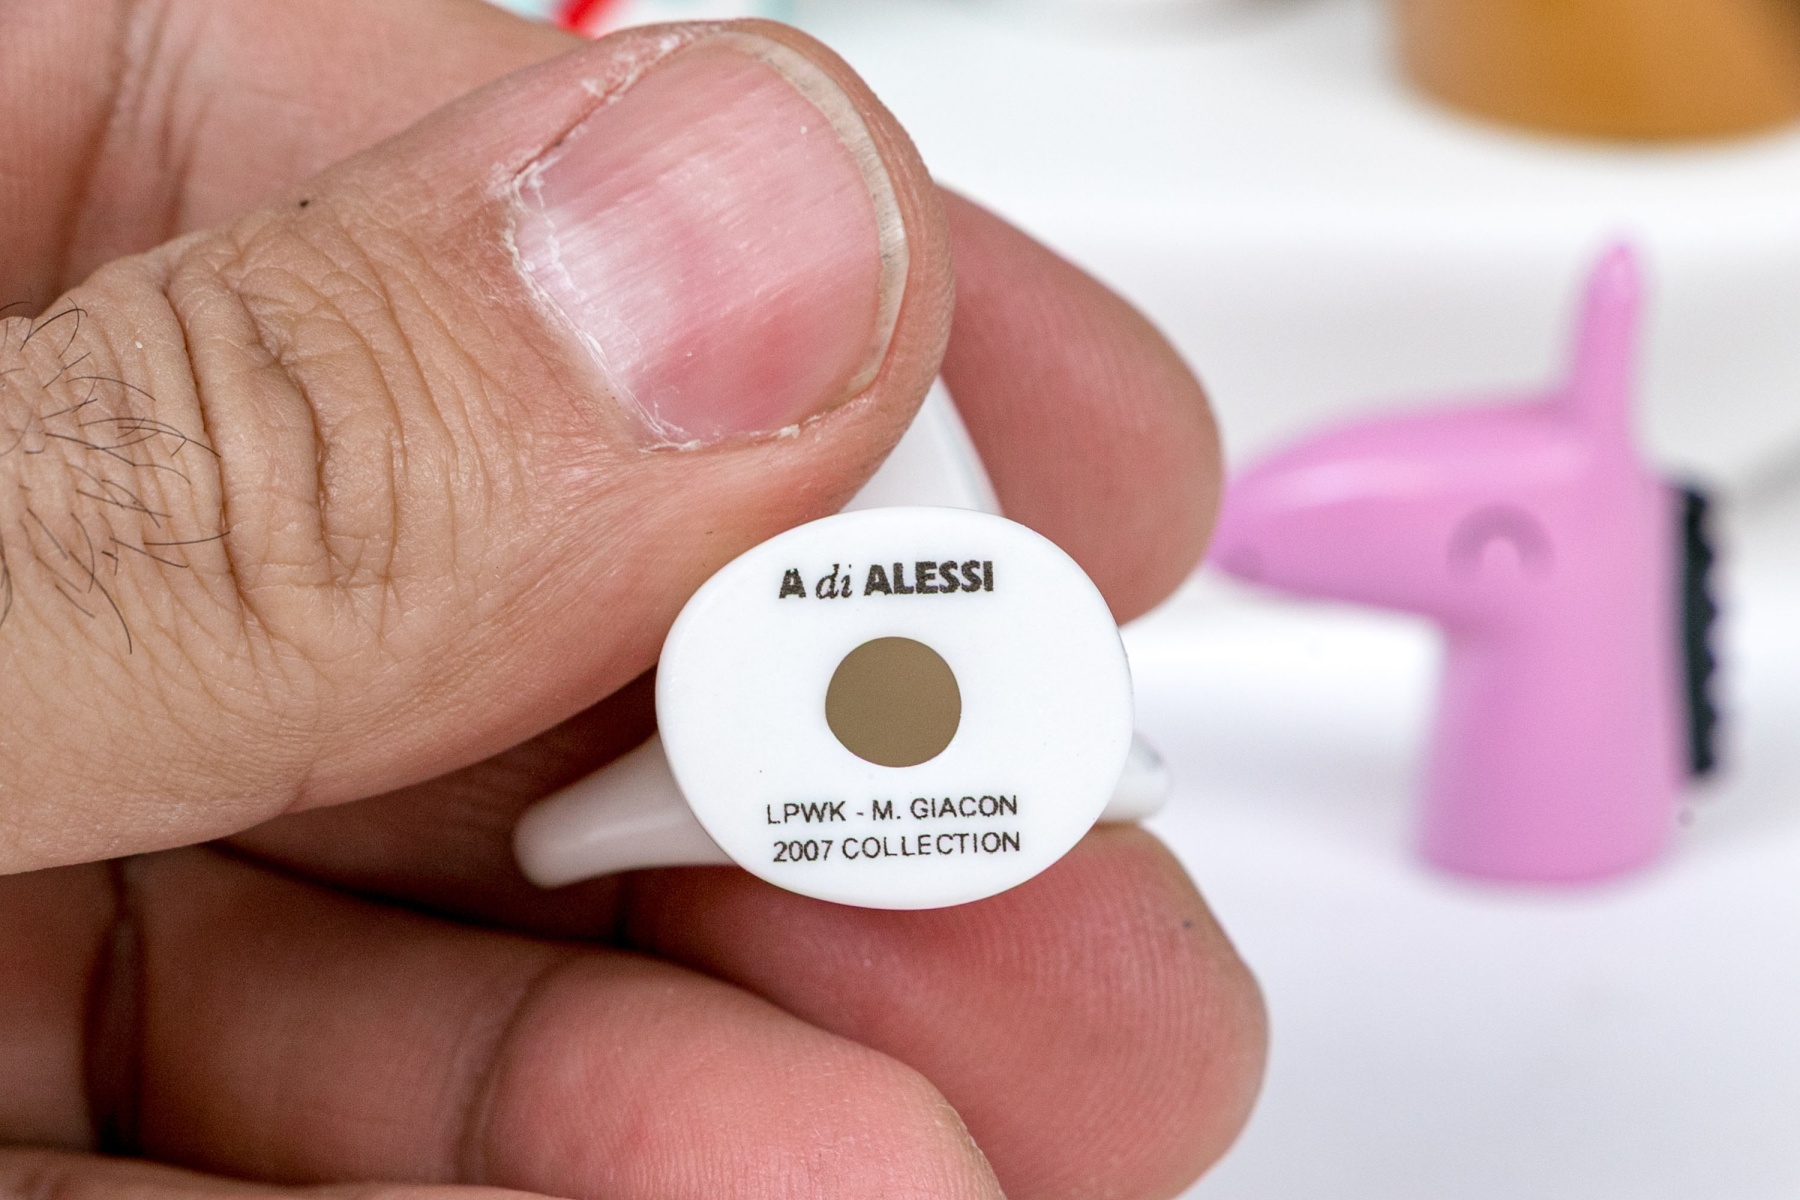 A di ALESSI
LPWK - M. GIACON
2007 COLLECTION